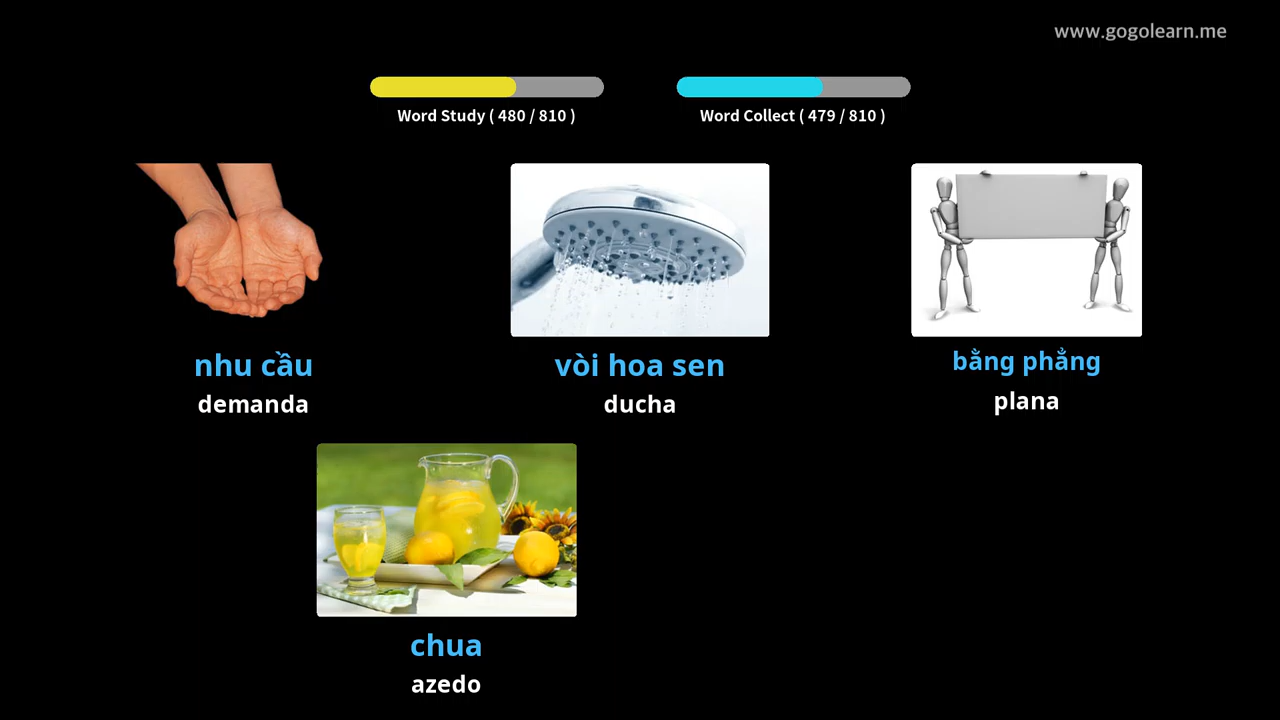 www.gogolearn.me
Word Study ( 480 / 810 )
Word Collect ( 479 / 810 )
nhu cầu
demanda
vòi hoa sen
ducha
bằng phẳng
plana
chua
azedo